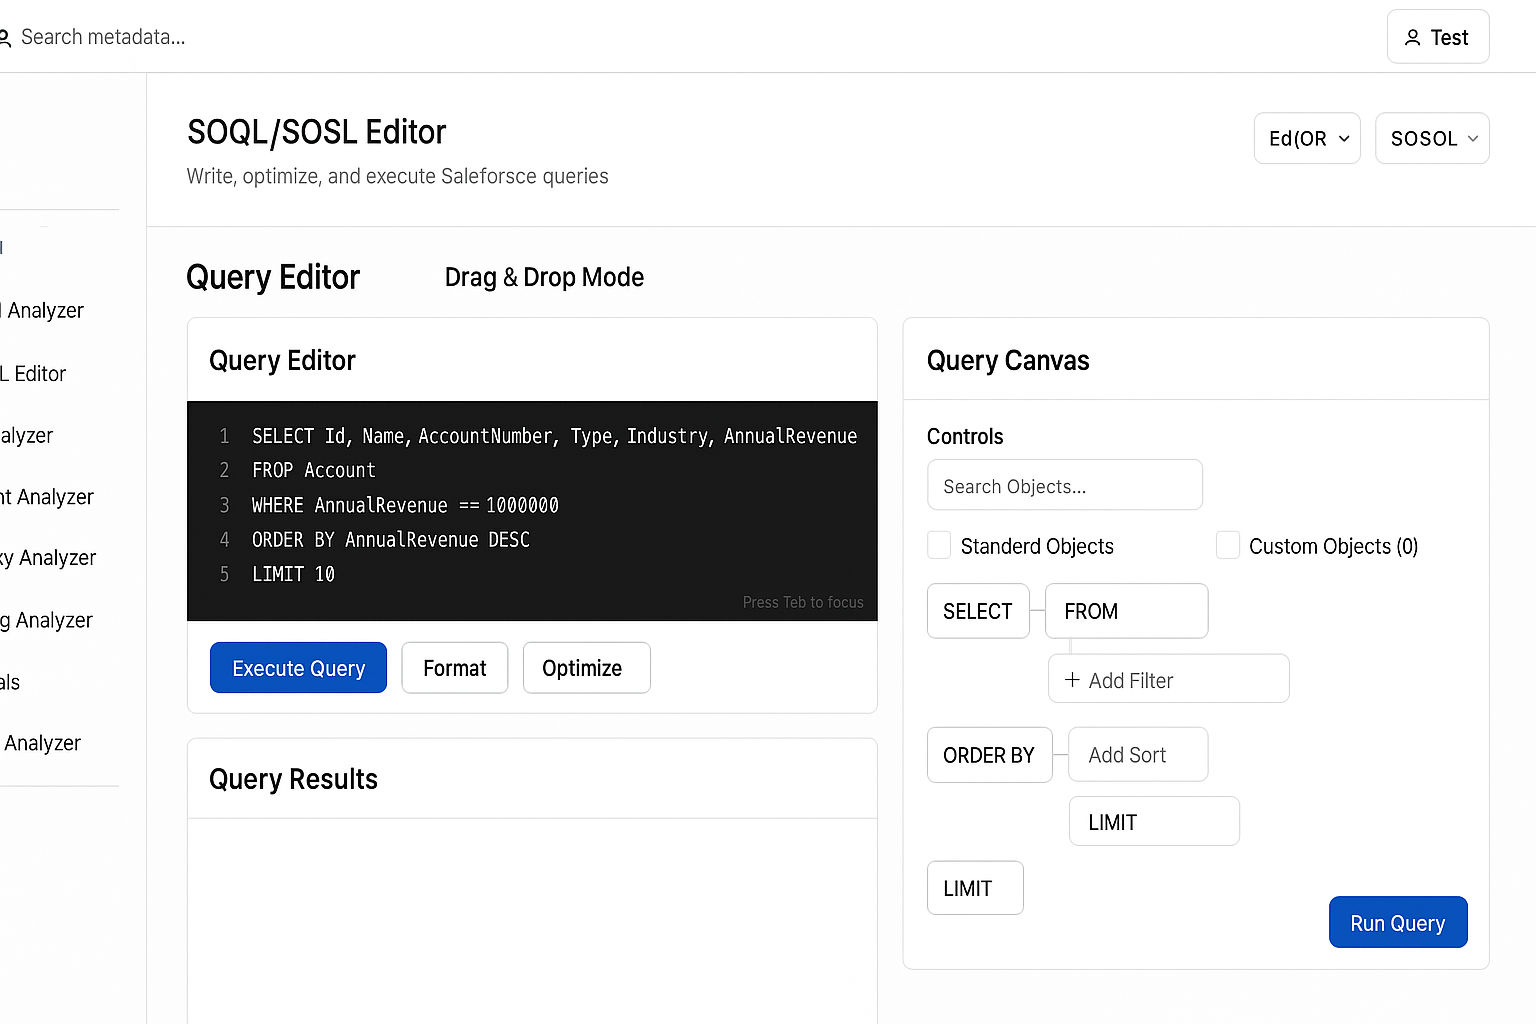 Search metadata...
Test
SOQL/SOSL Editor
Write, optimize, and execute Saleforsce queries
Ed(OR
SOSOL
l Analyzer
L Editor
alyzer
nt Analyzer
xy Analyzer
g Analyzer
als
Analyzer
Query Editor
Drag & Drop Mode
Query Editor
1 SELECT Id, Name, AccountNumber, Type, Industry, AnnualRevenue
2 FROP Account
3 WHERE AnnualRevenue == 1000000
4 ORDER BY AnnualRevenue DESC
5 LIMIT 10
Press Teb to focus
Execute Query
Format
Optimize
Query Results
Query Canvas
Controls
Search Objects...
Standerd Objects
Custom Objects (0)
SELECT
FROM
+ Add Filter
ORDER BY
Add Sort
LIMIT
LIMIT
Run Query